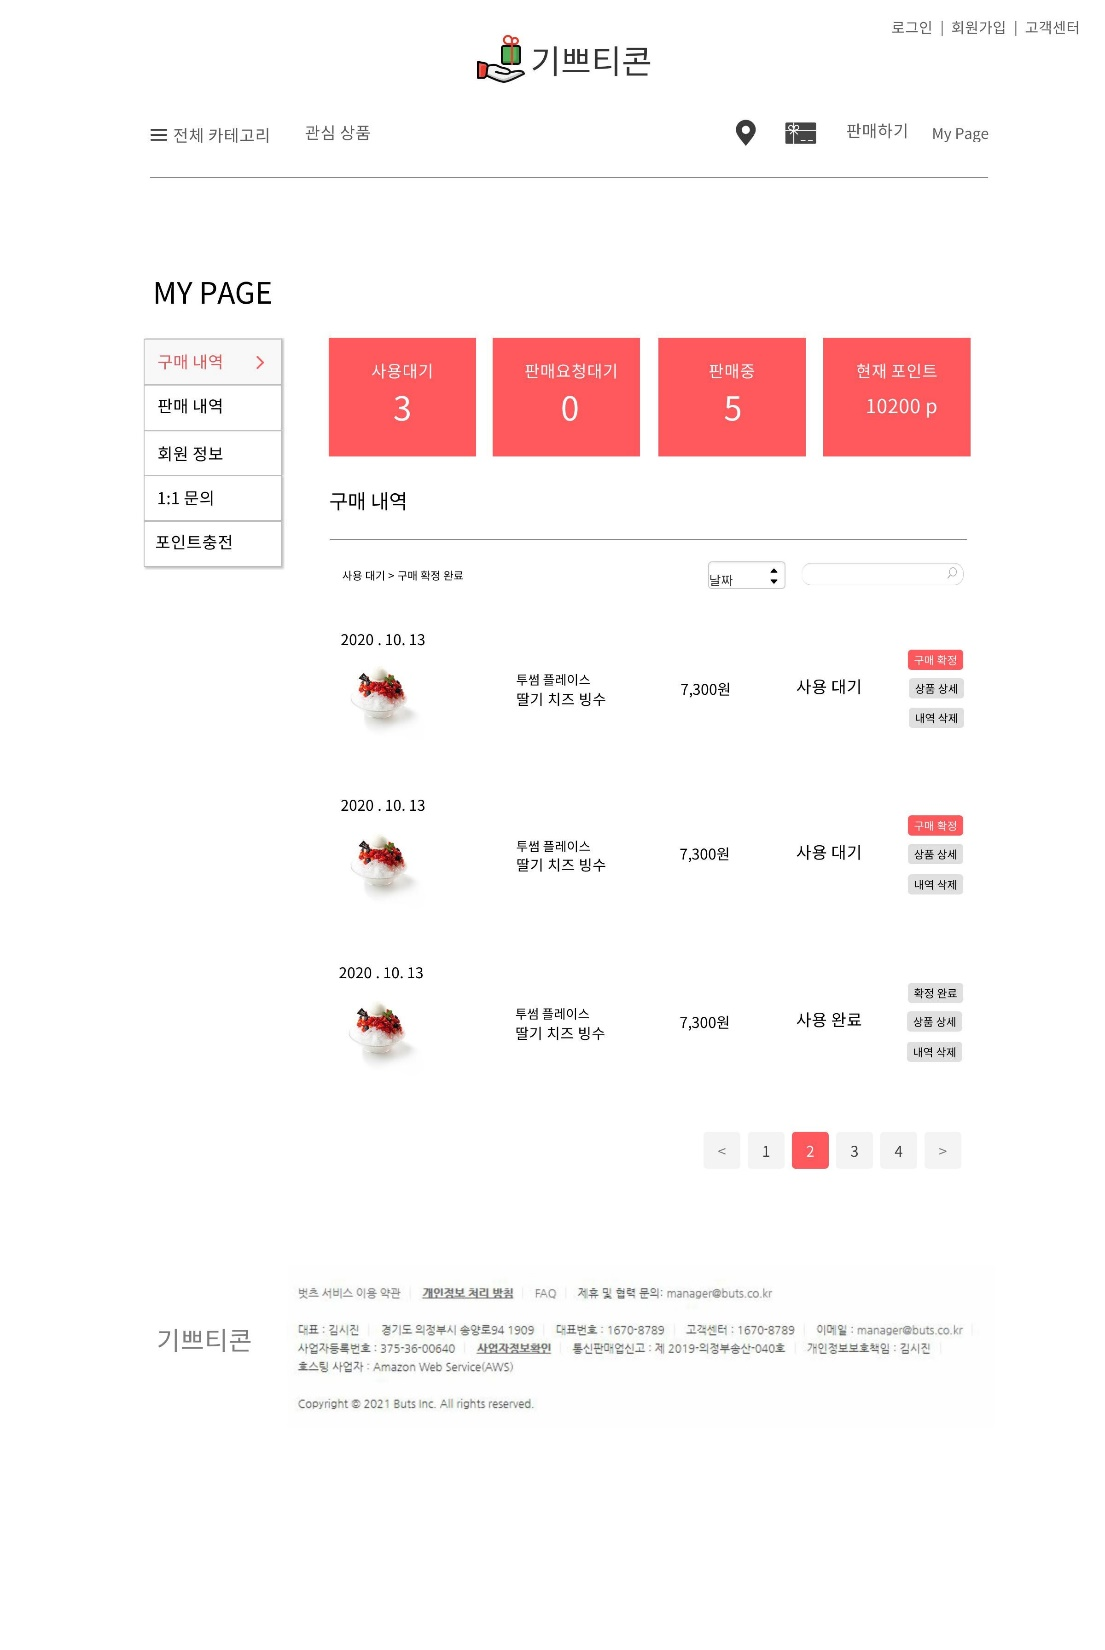 로그인 | 회원가입 | 고객센터
기쁘티콘
전체 카테고리
관심 상품
판매하기
My Page
MY PAGE
구매 내역
판매 내역
회원 정보
1:1 문의
포인트충전
사용대기
3
판매요청대기
0
판매중
5
현재 포인트
10200 p
구매 내역
사용 대기 > 구매 확정 완료
날짜
2020 . 10. 13
투썸 플레이스
딸기 치즈 빙수
7,300원
사용 대기
구매 확정
상품 상세
내역 삭제
2020 . 10. 13
투썸 플레이스
딸기 치즈 빙수
7,300원
사용 대기
구매 확정
상품 상세
내역 삭제
2020 . 10. 13
투썸 플레이스
딸기 치즈 빙수
7,300원
사용 완료
확정 완료
상품 상세
내역 삭제
< 1 2 3 4 >
기쁘티콘
벗츠 서비스 이용 약관 | 개인정보 처리 방침 | FAQ | 제휴 및 협력 문의: manager@buts.co.kr
대표 : 김시진 | 경기도 의정부시 송양로94 1909 | 대표번호 : 1670-8789 | 고객센터 : 1670-8789 | 이메일 : manager@buts.co.kr |
사업자등록번호 : 375-36-00640 | 사업자정보확인 | 통신판매업신고 : 제 2019-의정부송산-040호 | 개인정보보호책임 : 김시진 |
호스팅 사업자 : Amazon Web Service(AWS)
Copyright © 2021 Buts Inc. All rights reserved.